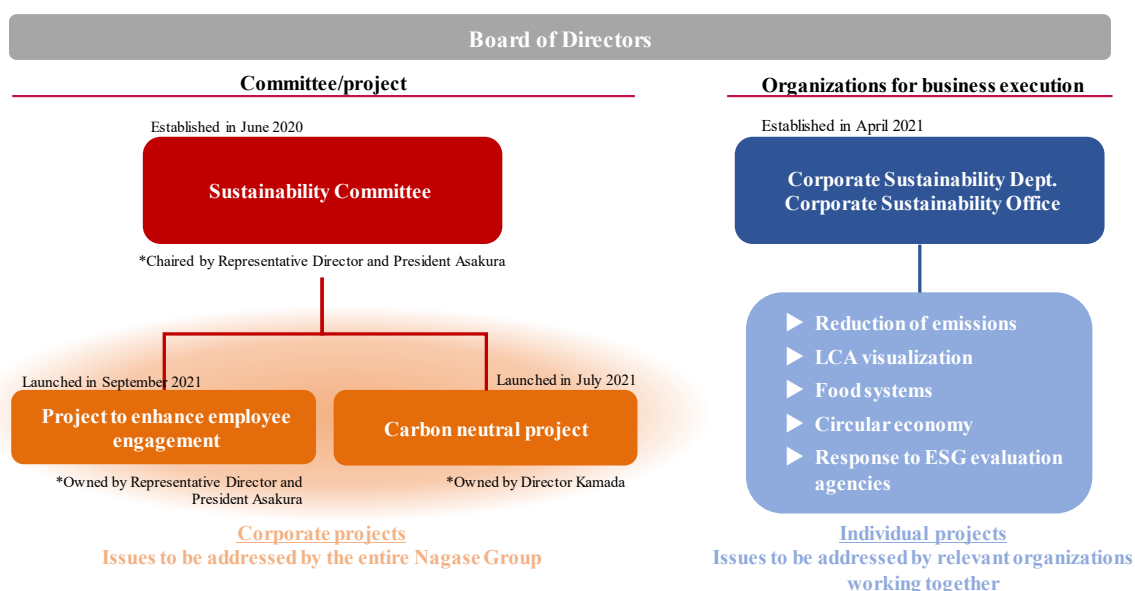 Board of Directors
Committee/project
Established in June 2020
Sustainability Committee
*Chaired by Representative Director and President Asakura
Launched in September 2021
Project to enhance employee
engagement
*Owned by Representative Director and
President Asakura
Launched in July 2021
Carbon neutral project
*Owned by Director Kamada
Corporate projects
Issues to be addressed by the entire Nagase Group
Organizations for business execution
Established in April 2021
Corporate Sustainability Dept.
Corporate Sustainability Office
▶ Reduction of emissions
▶ LCA visualization
▶ Food systems
▶ Circular economy
▶ Response to ESG evaluation
agencies
Individual projects
Issues to be addressed by relevant organizations
working together